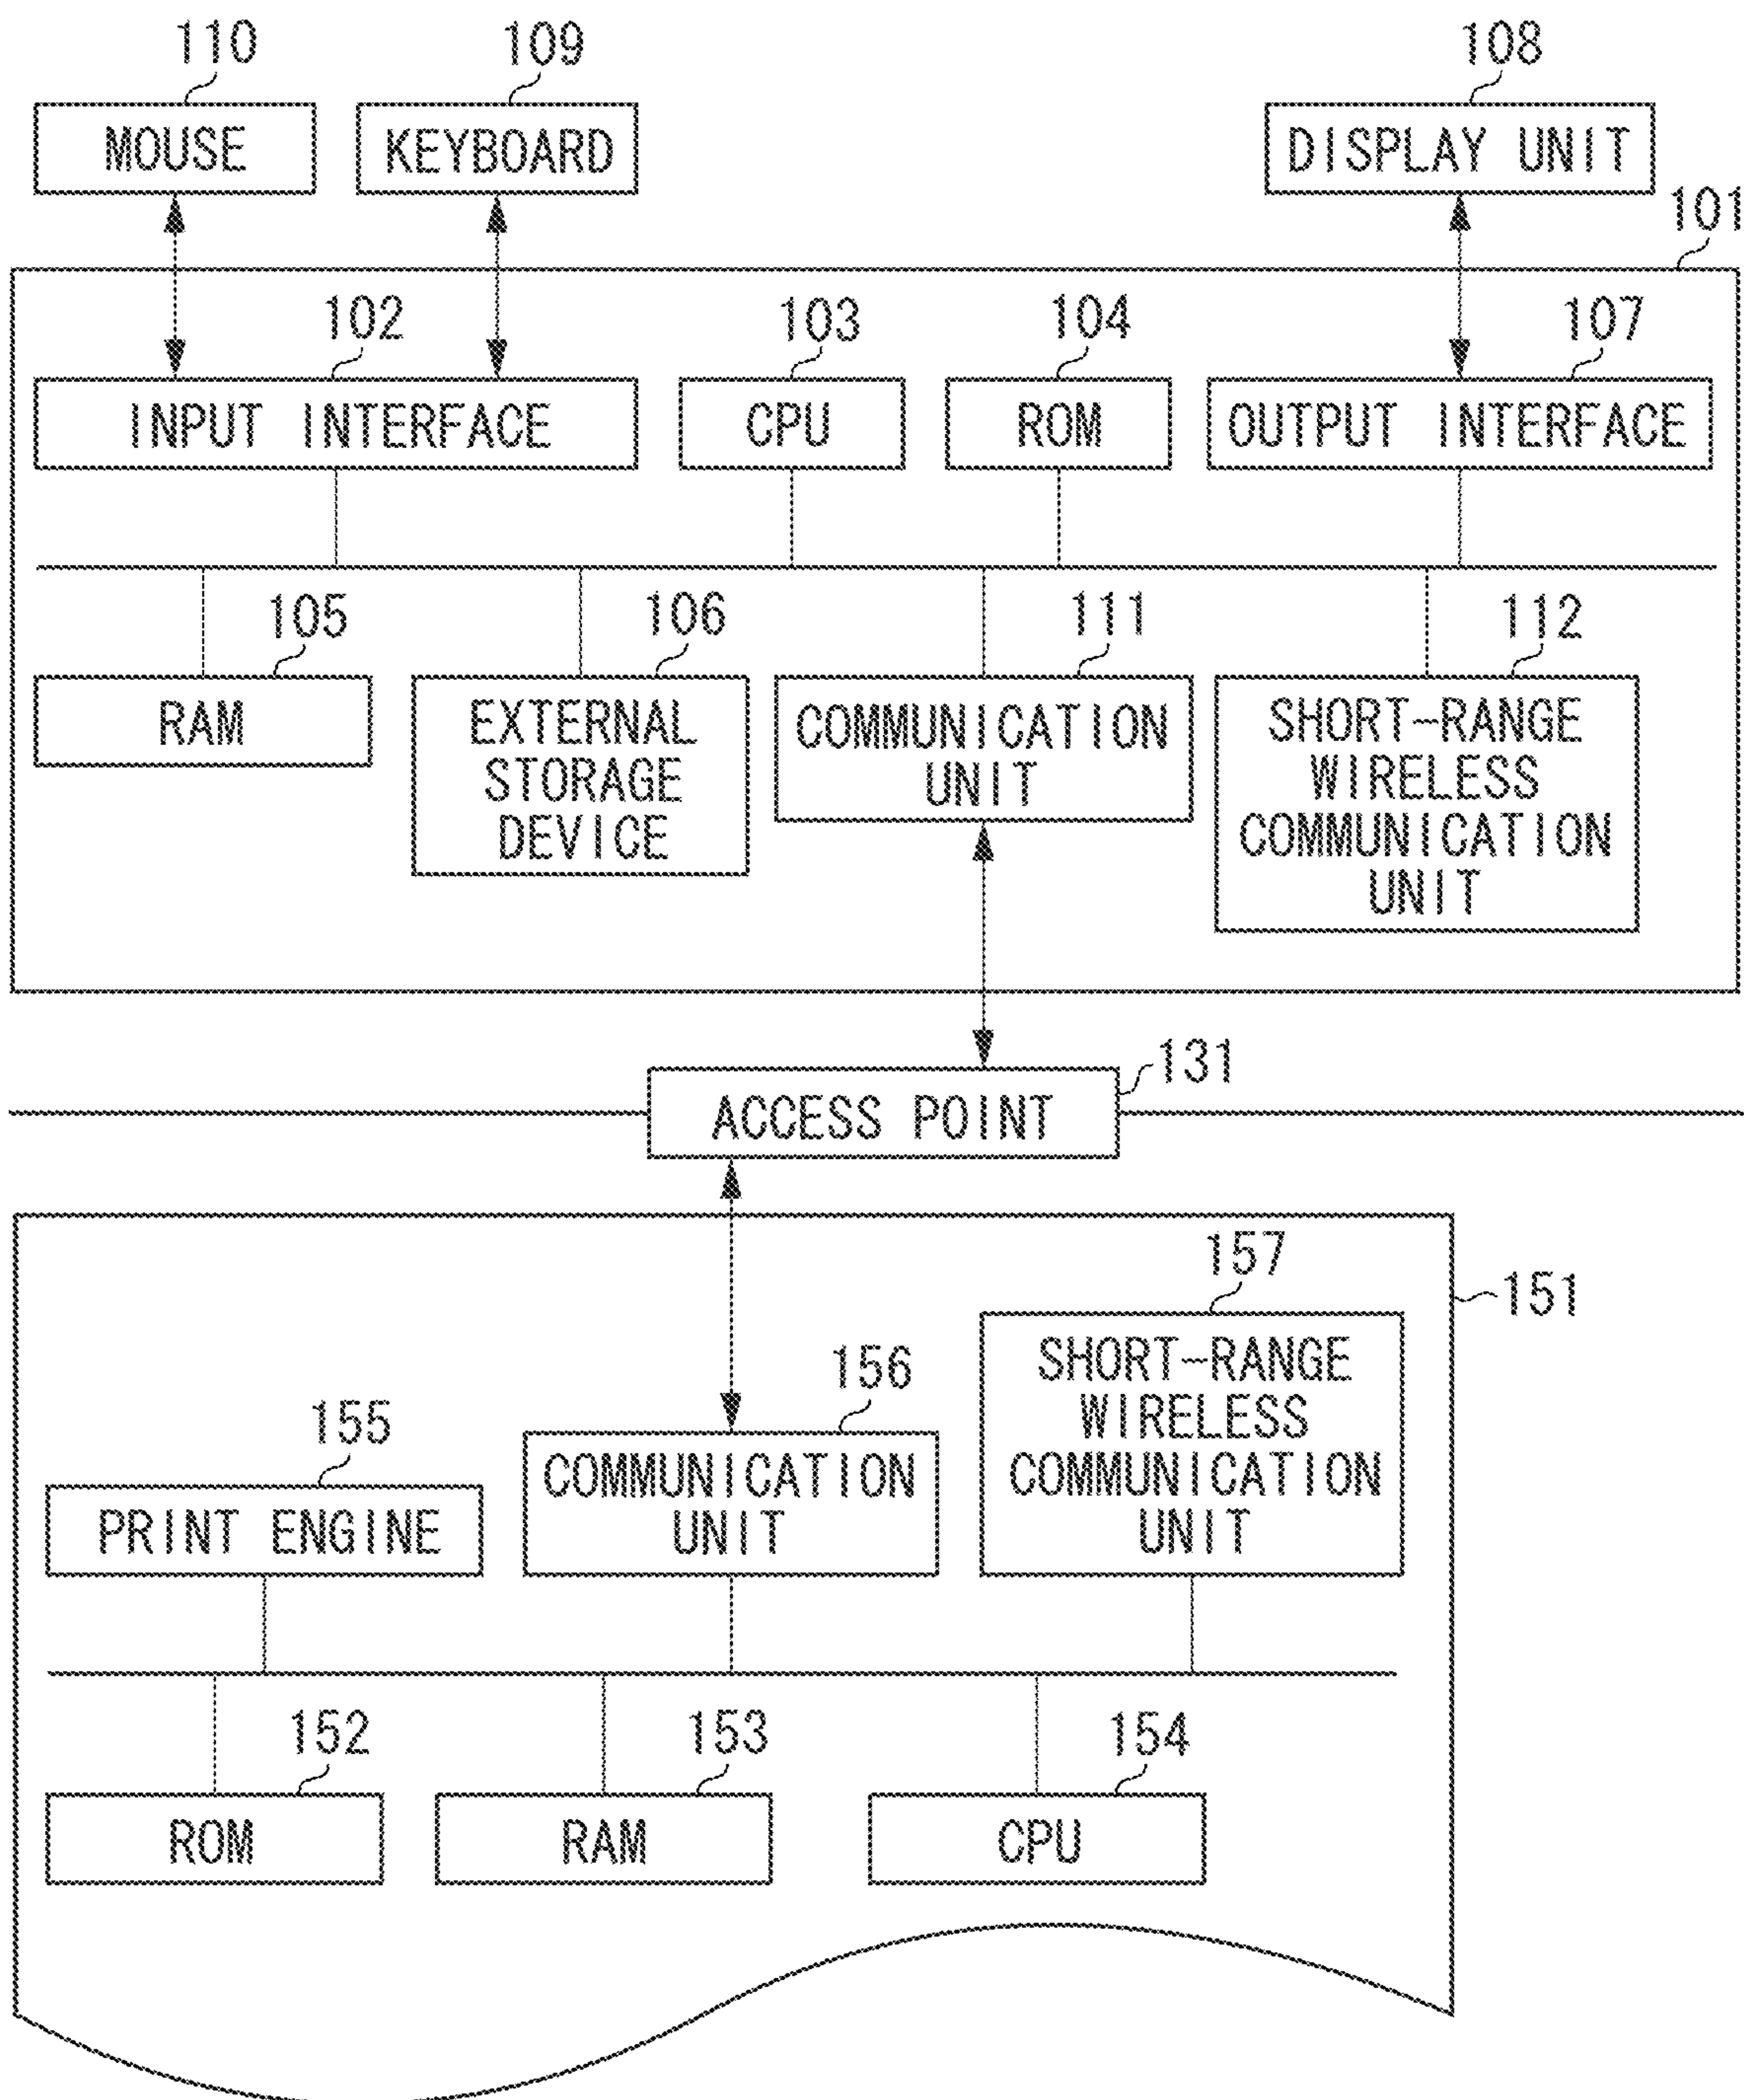 110
109
108
MOUSE
KEYBOARD
DISPLAY UNIT
101
102
103
104
107
INPUT INTERFACE
CPU
ROM
OUTPUT INTERFACE
105
106
111
112
RAM
EXTERNAL
STORAGE
DEVICE
COMMUNICATION
UNIT
SHORT-RANGE
WIRELESS
COMMUNICATION
UNIT
131
ACCESS POINT
151
157
SHORT-RANGE
WIRELESS
COMMUNICATION
UNIT
156
COMMUNICATION
UNIT
155
PRINT ENGINE
152
153
154
ROM
RAM
CPU